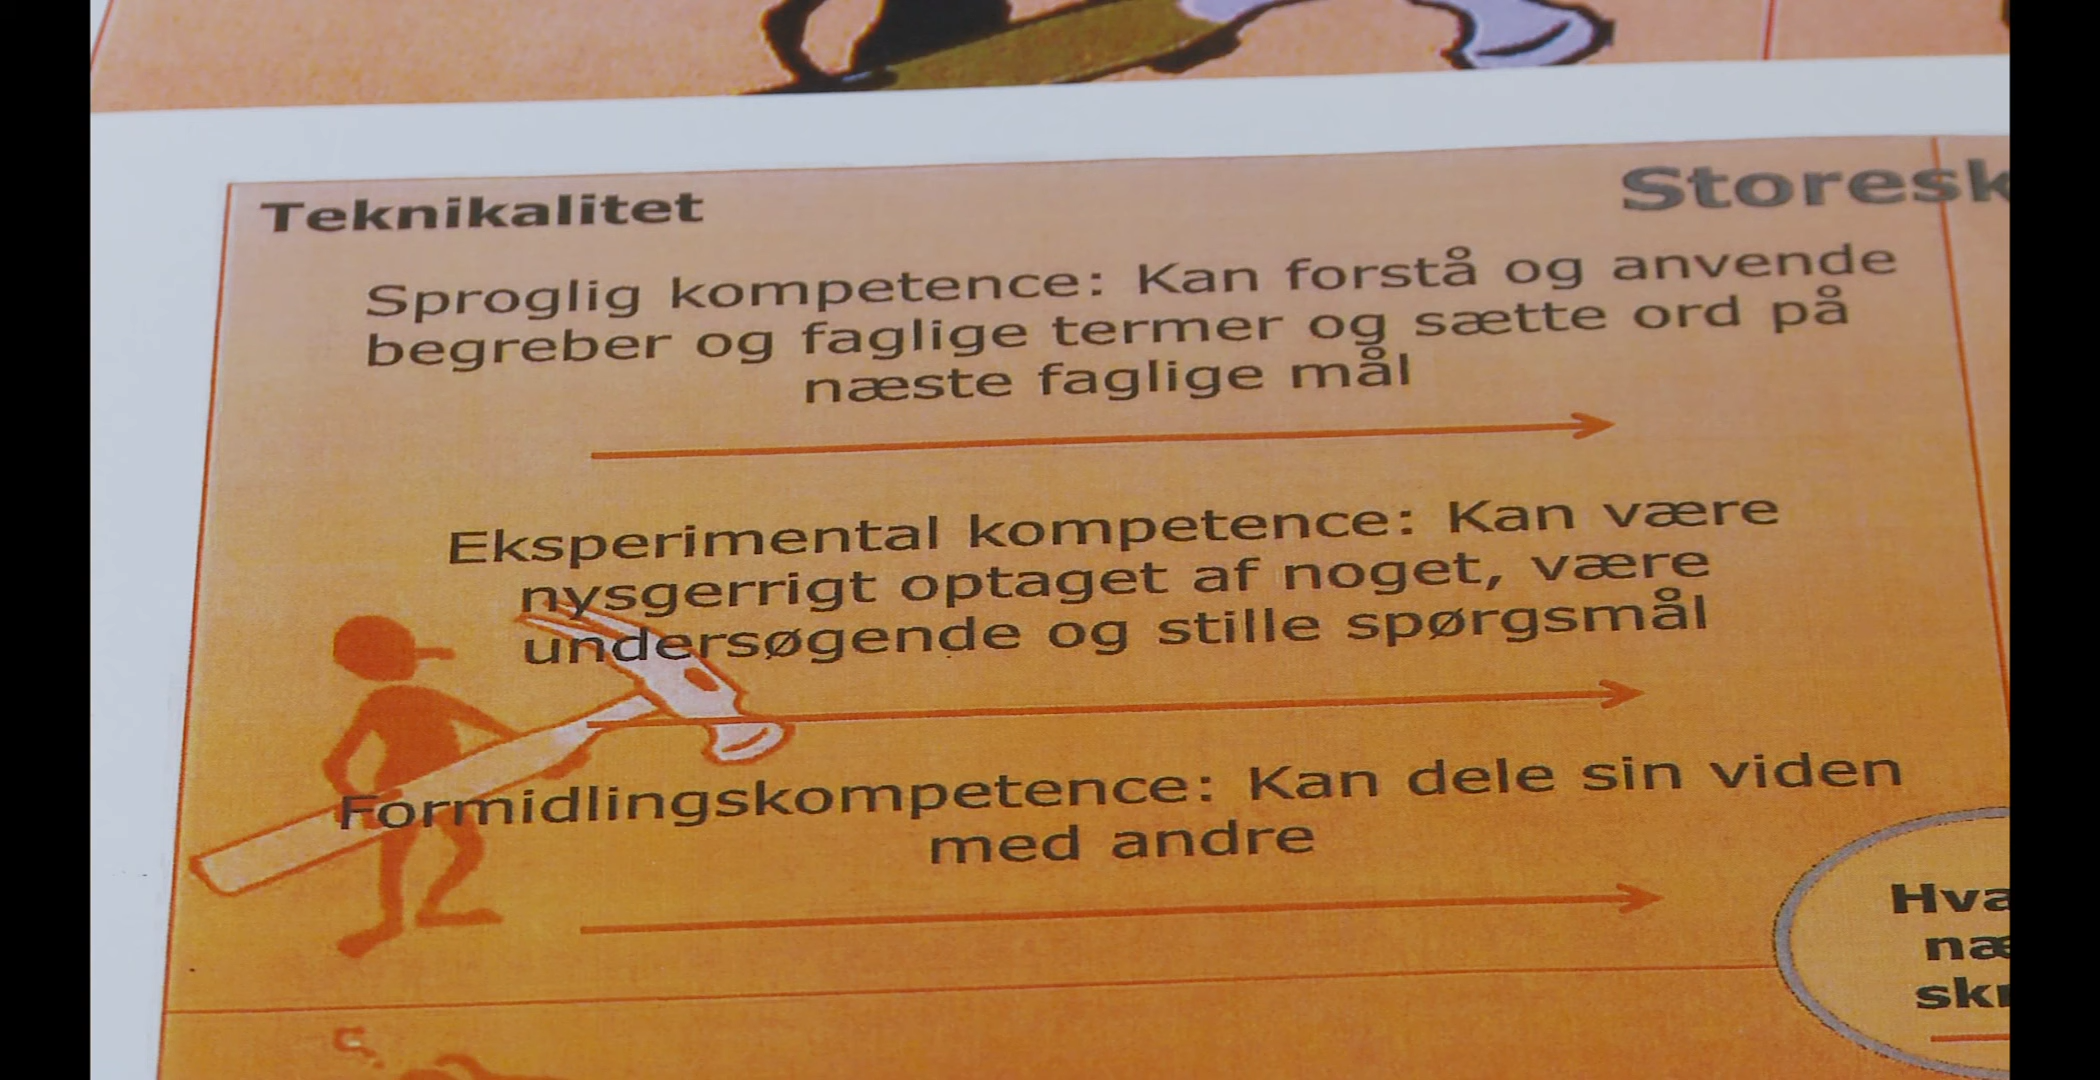 Teknikalitet
Sproglig kompetence: Kan forstå og anvende
begreber og faglige termer og sætte ord på
næste faglige mål
Eksperimental kompetence: Kan være
nysgerrigt optaget af noget, være
undersøgende og stille spørgsmål
Formidlingskompetence: Kan dele sin viden
med andre